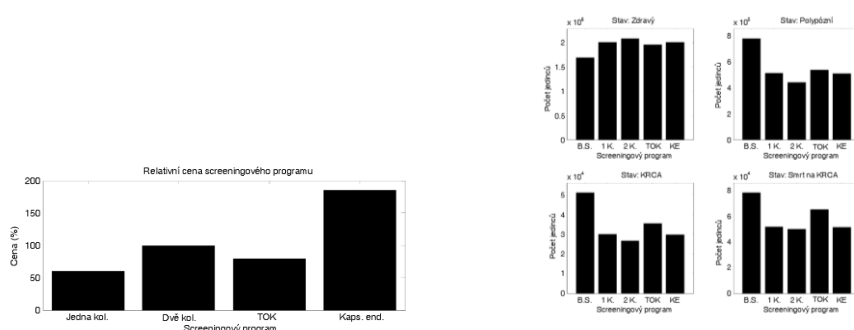 Relativní cena screeningového programu
200
150
100
50
0
Cena (%)
Jedna kol. Dvě kol. TOK Kaps. end.
Screeningový program
x 10
Stav: Zdravý
2
1.5
1
0.5
0
Počet jedinců
B.S. 1 K. 2 K. TOK KE
Screeningový program
x 10
Stav: Polypózní
8
6
4
2
0
Počet jedinců
B.S. 1 K. 2 K. TOK KE
Screeningový program
x 10⁴
Stav: KRCA
5
4
3
2
1
0
Počet jedinců
B.S. 1 K. 2 K. TOK KE
Screeningový program
x 10⁴
Stav: Smrt na KRCA
8
6
4
2
0
Počet jedinců
B.S. 1 K. 2 K. TOK KE
Screeningový program